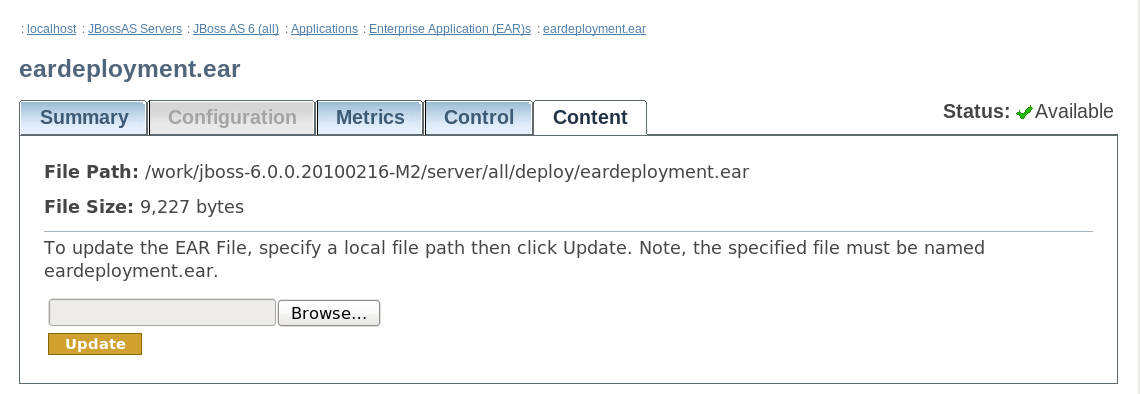 : localhost : JBossAS Servers : JBoss AS 6 (all) : Applications : Enterprise Application (EAR)s : eardeployment.ear
eardeployment.ear
Summary Configuration Metrics Control Content Status: Available
File Path: /work/jboss-6.0.0.20100216-M2/server/all/deploy/eardeployment.ear
File Size: 9,227 bytes
To update the EAR File, specify a local file path then click Update. Note, the specified file must be named
eardeployment.ear.
Browse...
Update